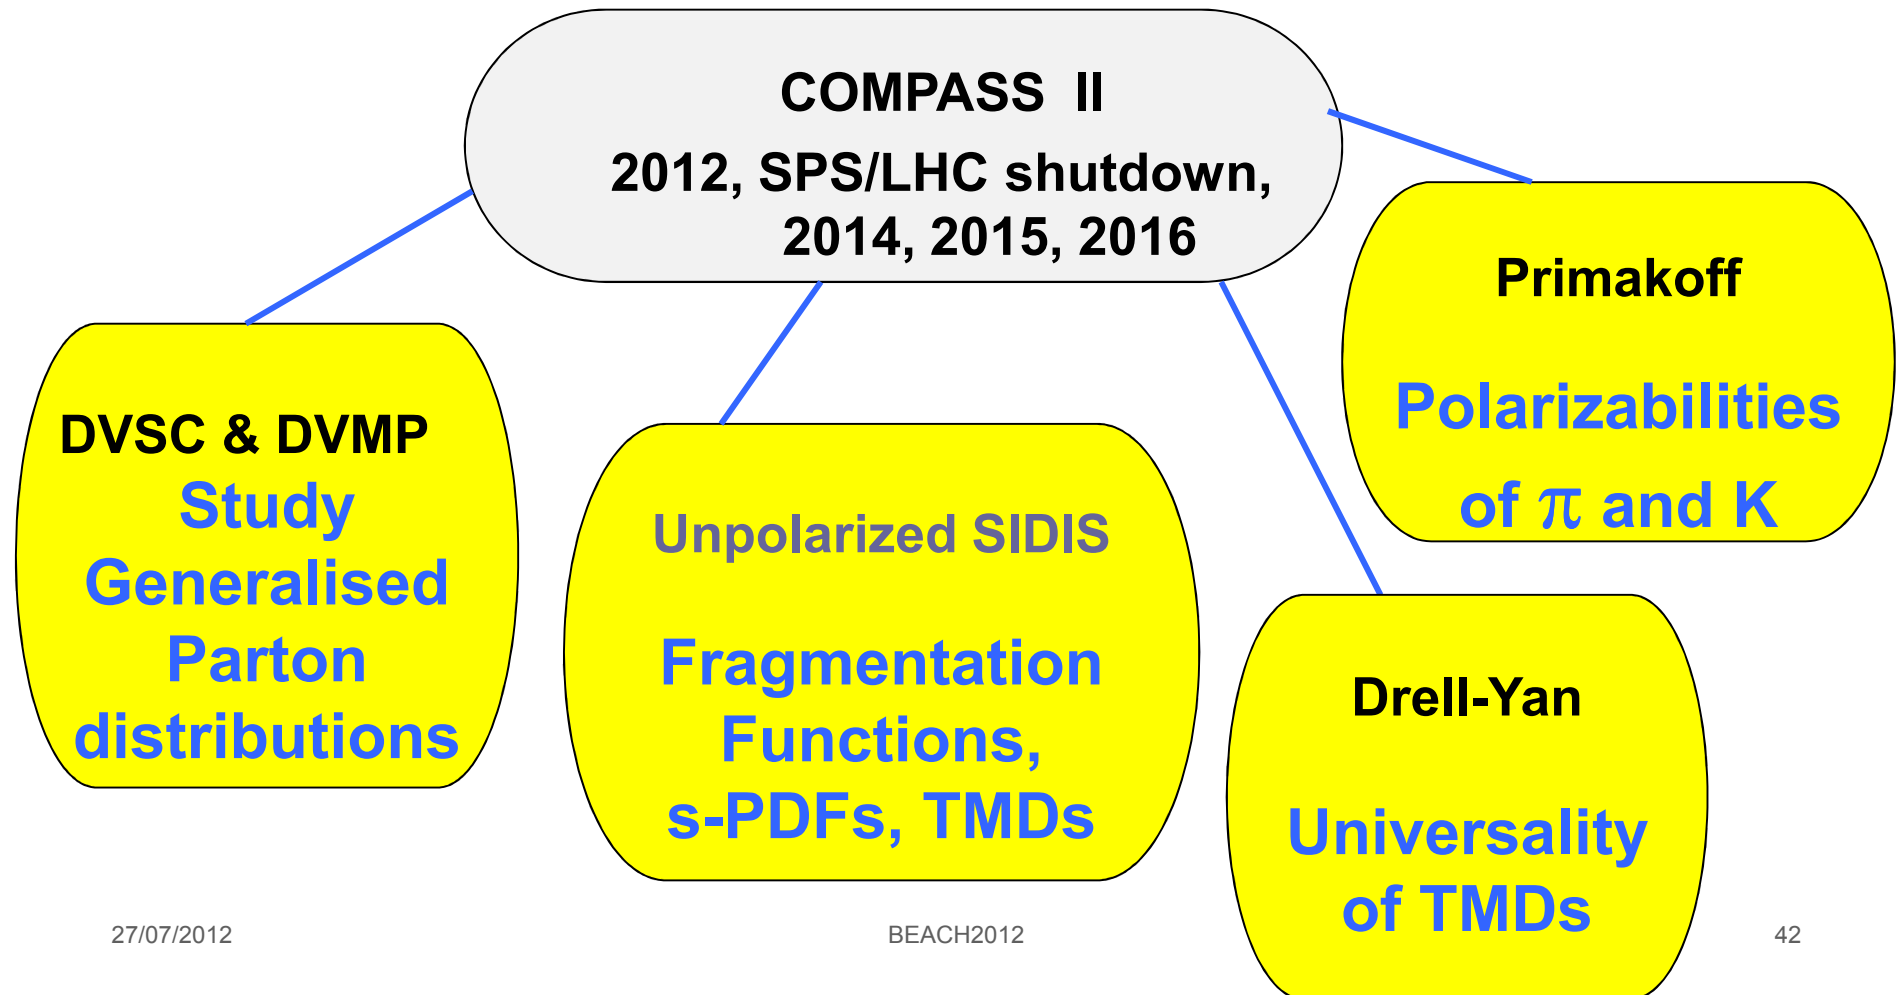 COMPASS II
2012, SPS/LHC shutdown,
2014, 2015, 2016
DVSC & DVMP
Study
Generalised
Parton
distributions
Unpolarized SIDIS
Fragmentation
Functions,
s-PDFs, TMDs
Primakoff
Polarizabilities
of π and K
Drell-Yan
Universality
of TMDs
27/07/2012
BEACH2012
42